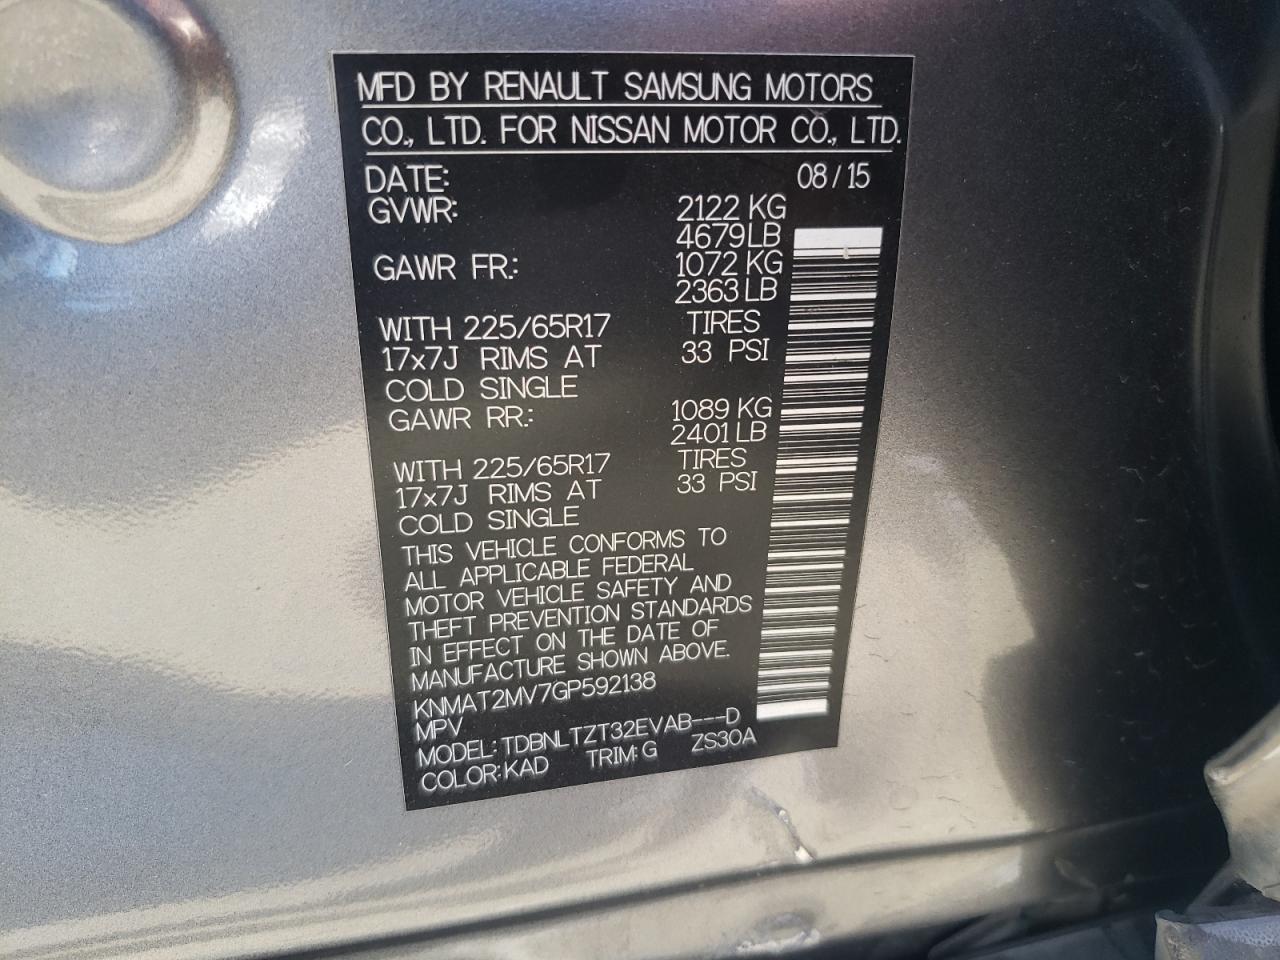 MFD BY RENAULT SAMSUNG MOTORS
CO., LTD. FOR NISSAN MOTOR CO., LTD.
DATE: 08/15
GVWR: 2122 KG
4679 LB
GAWR FR.: 1072 KG
2363 LB
WITH 225/65R17 TIRES
17x7J RIMS AT 33 PSI
COLD SINGLE
GAWR RR.: 1089 KG
2401 LB
WITH 225/65R17 TIRES
17x7J RIMS AT 33 PSI
COLD SINGLE
THIS VEHICLE CONFORMS TO
ALL APPLICABLE FEDERAL
MOTOR VEHICLE SAFETY AND
THEFT PREVENTION STANDARDS
IN EFFECT ON THE DATE OF
MANUFACTURE SHOWN ABOVE.
KNMAT2MV7GP592138
MPV
MODEL: TDBNLTZT32EVAB---D
COLOR: KAD TRIM: G ZS30A